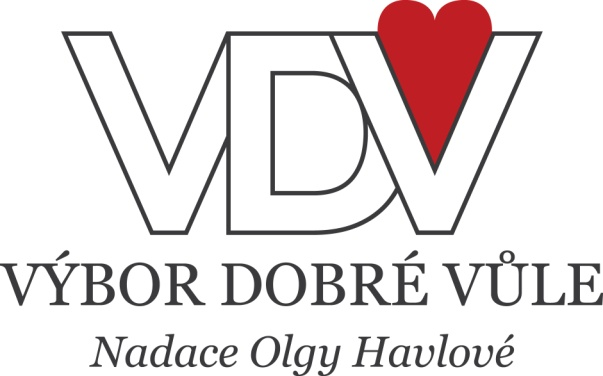 VDV
VÝBOR DOBRÉ VŮLE
Nadace Olgy Havlové